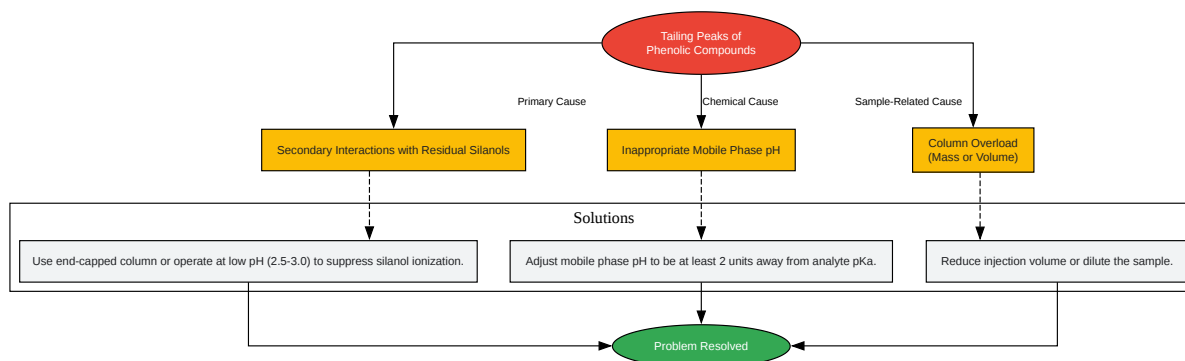 Tailing Peaks of
Phenolic Compounds
Primary Cause
Chemical Cause
Sample-Related Cause
Secondary Interactions with Residual Silanols
Inappropriate Mobile Phase pH
Column Overload
(Mass or Volume)
Solutions
Use end-capped column or operate at low pH (2.5-3.0) to suppress silanol ionization.
Adjust mobile phase pH to be at least 2 units away from analyte pKa.
Reduce injection volume or dilute the sample.
Problem Resolved